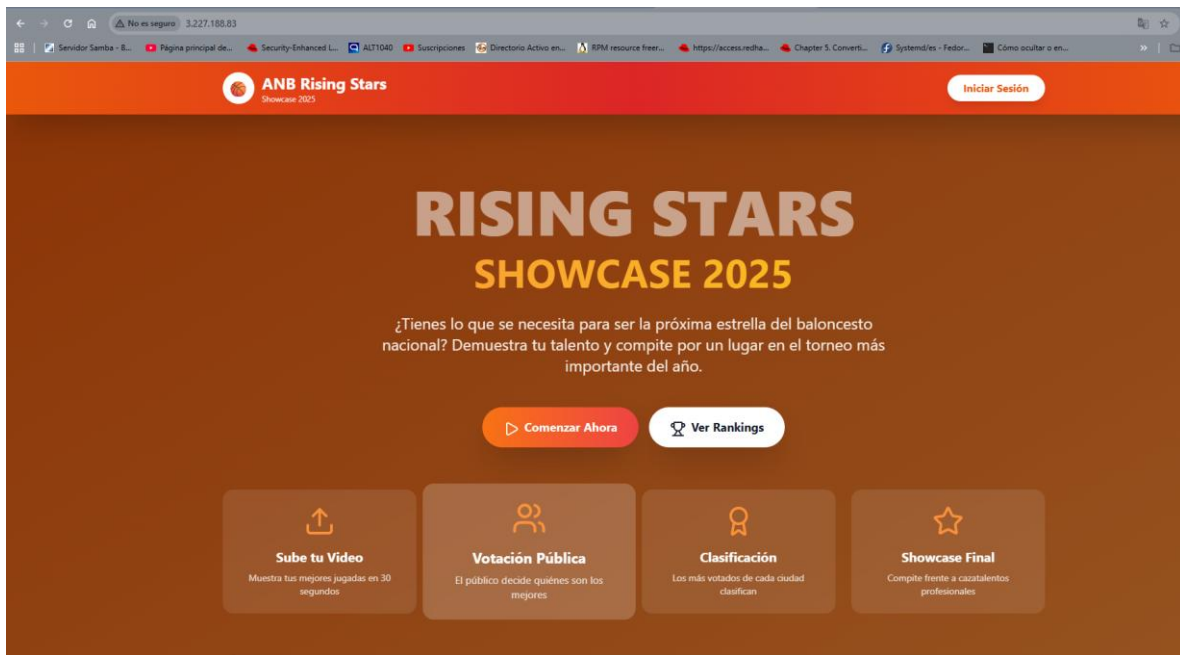 No es seguro 3.227.188.83
Servidor Samba - 8... Página principal de... Security-Enhanced L... ALT1040 Suscripciones Directorio Activo en... RPM resource freer... https://access.redha... Chapter 5. Converti... Systemd/es - Fedor... Cómo ocultar o en...
ANB Rising Stars
Showcase 2025
Iniciar Sesión
RISING STARS
SHOWCASE 2025
¿Tienes lo que se necesita para ser la próxima estrella del baloncesto
nacional? Demuestra tu talento y compite por un lugar en el torneo más
importante del año.
Comenzar Ahora
Ver Rankings
Sube tu Video
Muestra tus mejores jugadas en 30
segundos
Votación Pública
El público decide quiénes son los
mejores
Clasificación
Los más votados de cada ciudad
clasifican
Showcase Final
Compite frente a cazatalentos
profesionales